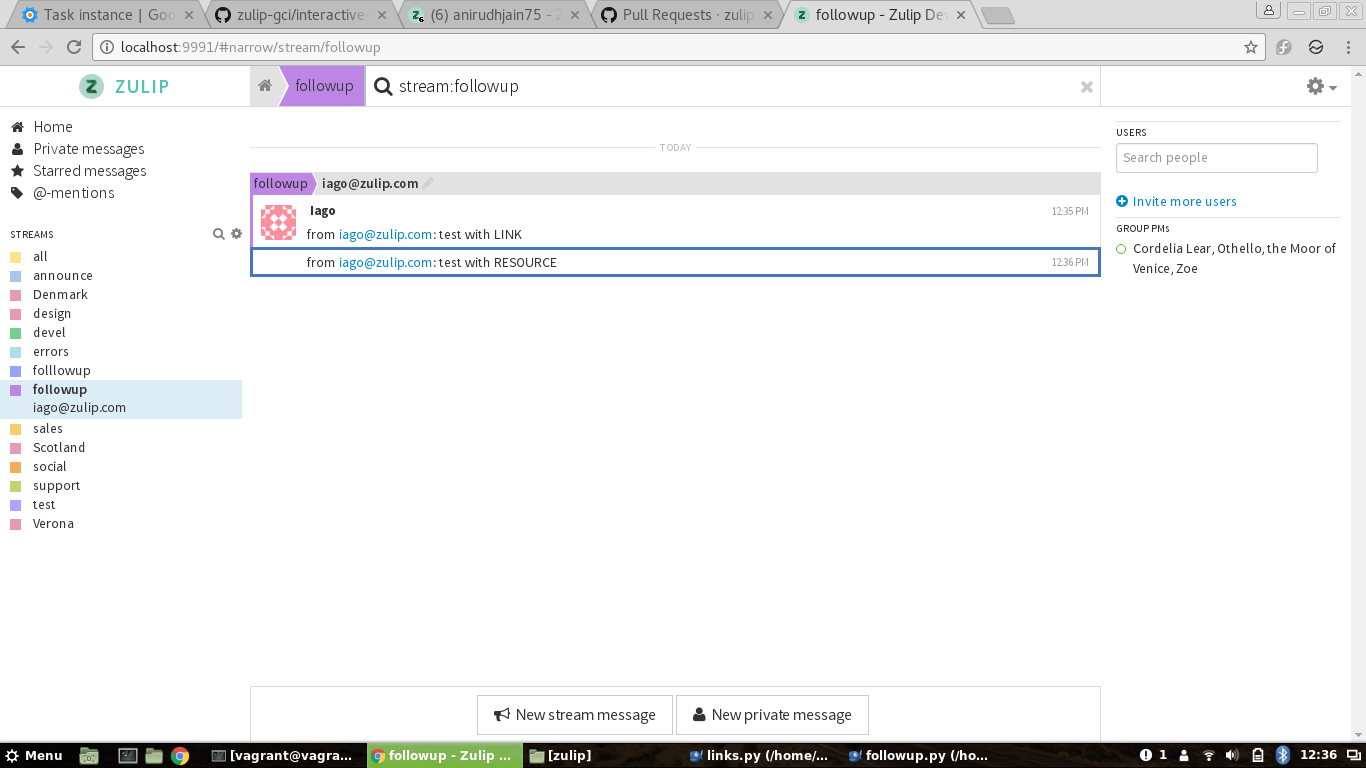 Task instance | Goo
zulip-gci/interactive-
(6) anirudhjain75 - Z
Pull Requests · zulip
followup - Zulip Dev
localhost:9991/#narrow/stream/followup
ZULIP
followup
stream:followup
Home
Private messages
Starred messages
@-mentions
STREAMS
all
announce
Denmark
design
devel
errors
folllowup
followup
iago@zulip.com
sales
Scotland
social
support
test
Verona
TODAY
followup iago@zulip.com
Iago 12:35 PM
from iago@zulip.com: test with LINK
from iago@zulip.com: test with RESOURCE 12:36 PM
USERS
Search people
Invite more users
GROUP PMs
Cordelia Lear, Othello, the Moor of
Venice, Zoe
New stream message
New private message
Menu
[vagrant@vagra...
followup - Zulip ...
[zulip]
links.py (/home/...
followup.py (/ho...
1
12:36